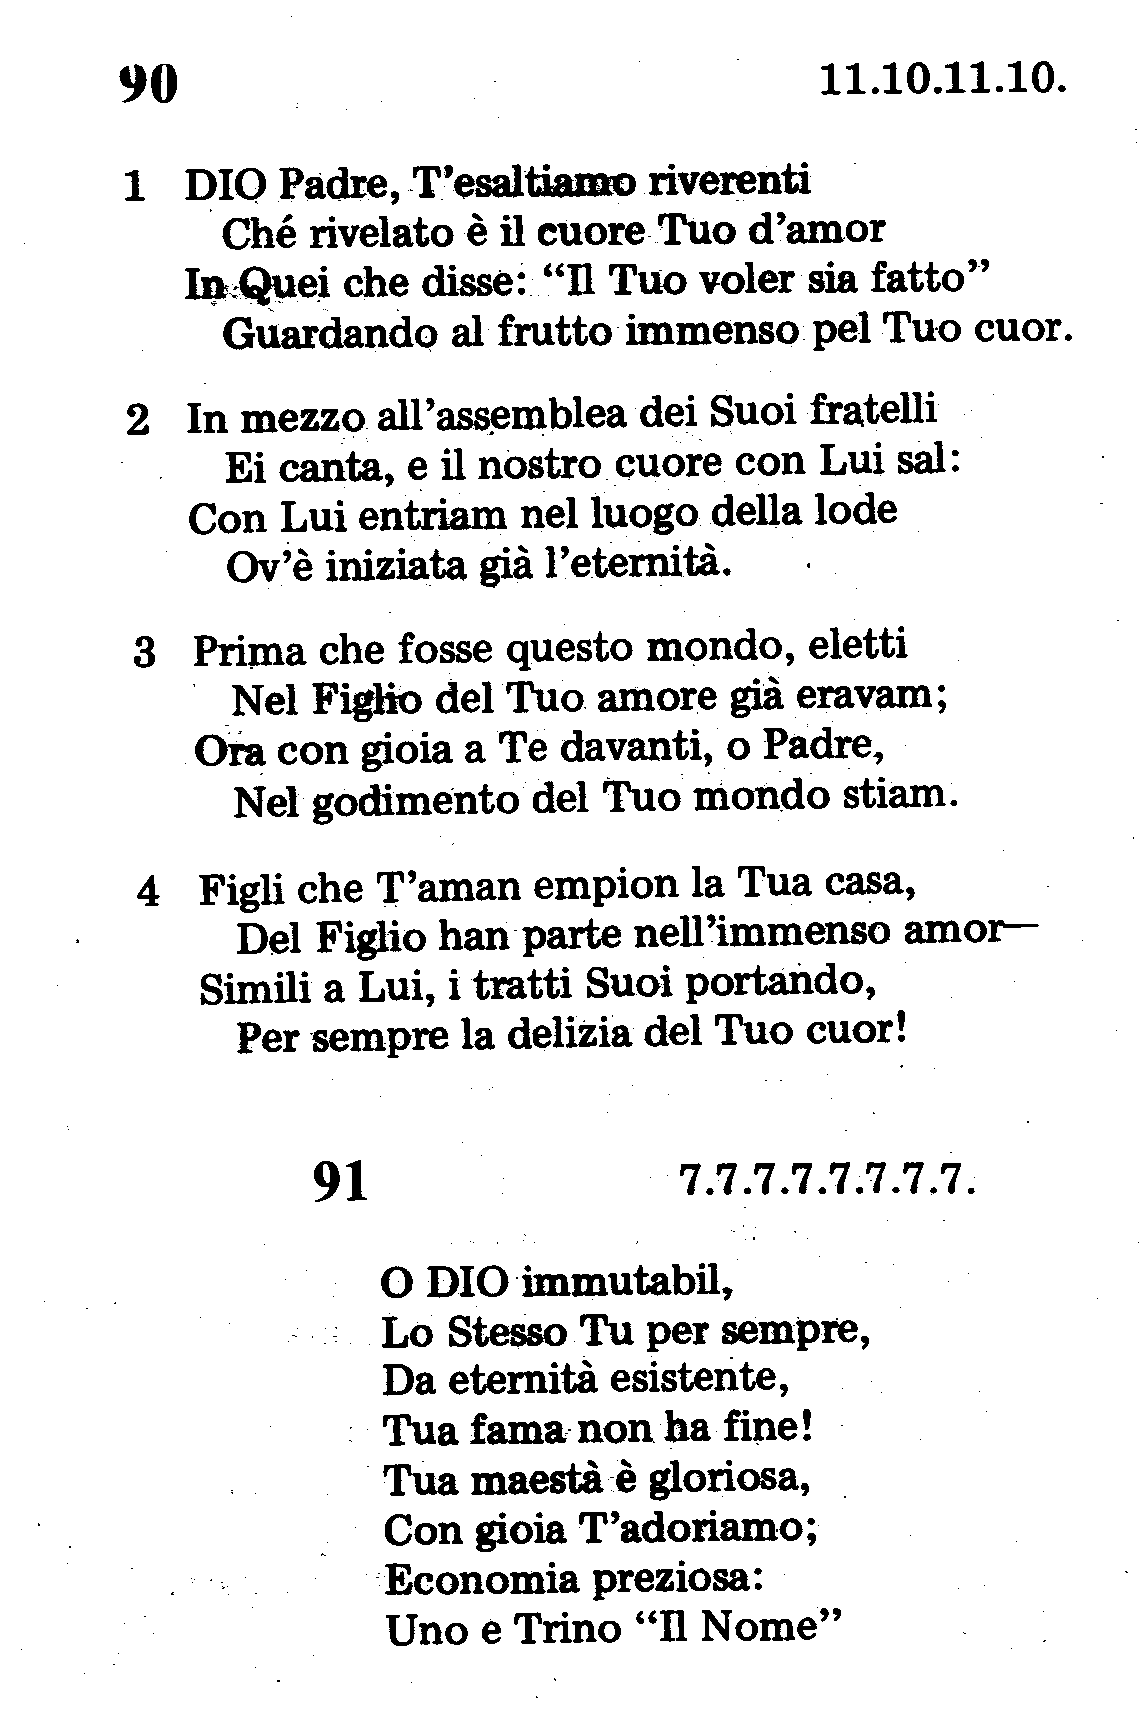 90 11.10.11.10.
1 DIO Padre, T'esaltiamo riverenti
Ché rivelato è il cuore Tuo d'amor
In Quei che disse: “Il Tuo voler sia fatto”
Guardando al frutto immenso pel Tuo cuor.
2 In mezzo all'assemblea dei Suoi fratelli
Ei canta, e il nostro cuore con Lui sal:
Con Lui entriam nel luogo della lode
Ov'è iniziata già l'eternità.
3 Prima che fosse questo mondo, eletti
Nel Figlio del Tuo amore già eravam;
Ora con gioia a Te davanti, o Padre,
Nel godimento del Tuo mondo stiam.
4 Figli che T'aman empion la Tua casa,
Del Figlio han parte nell'immenso amor—
Simili a Lui, i tratti Suoi portando,
Per sempre la delizia del Tuo cuor!
91 7.7.7.7.7.7.7.7.
O DIO immutabil,
Lo Stesso Tu per sempre,
Da eternità esistente,
Tua fama non ha fine!
Tua maestà è gloriosa,
Con gioia T'adoriamo;
Economia preziosa:
Uno e Trino “Il Nome”